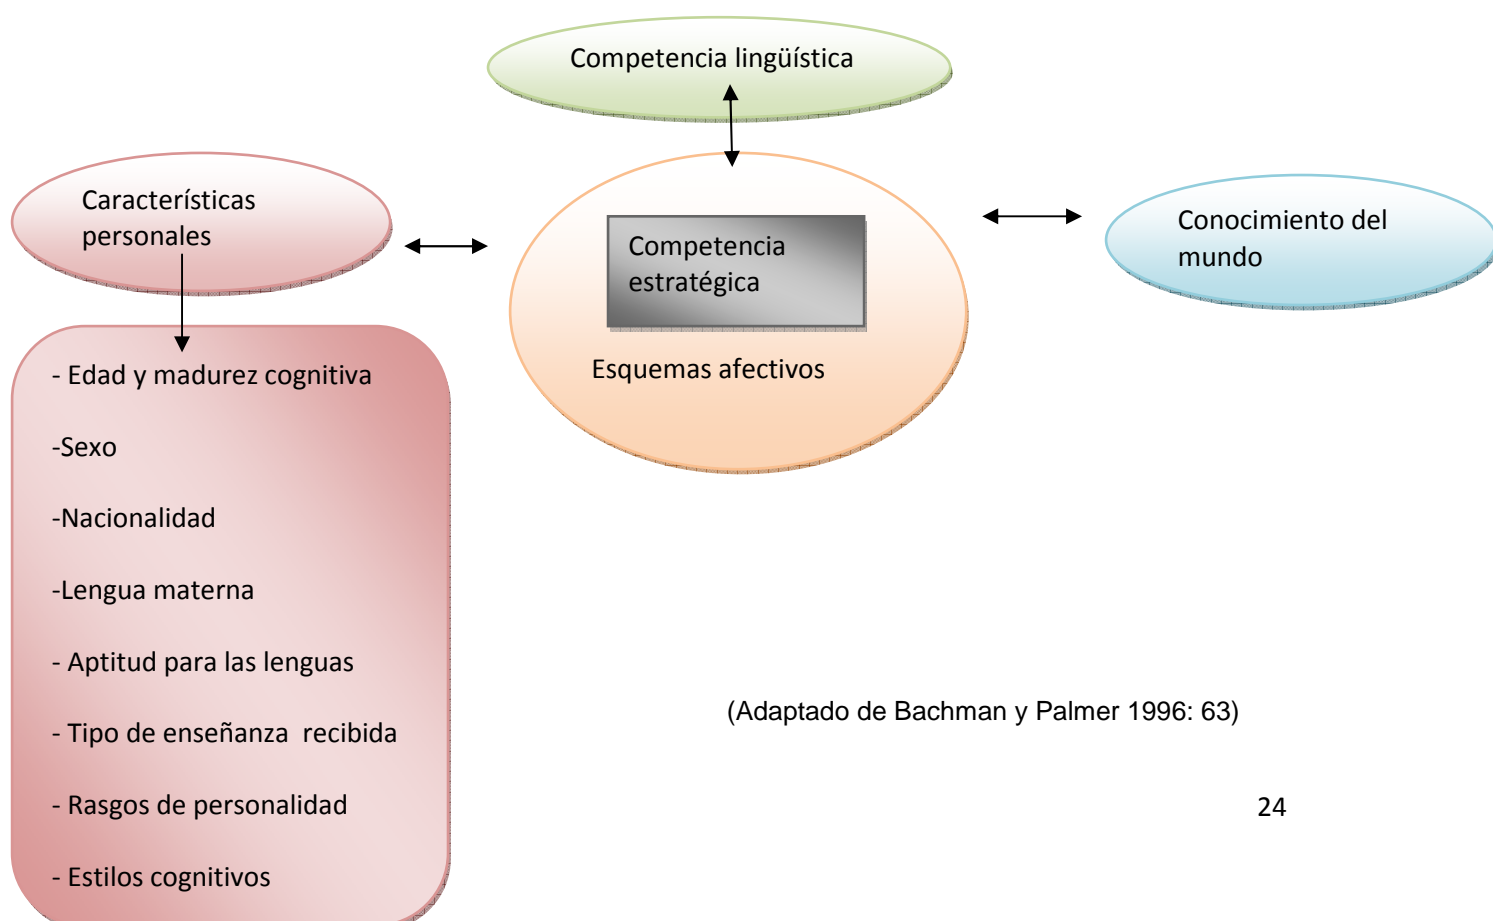 Competencia lingüística
Características
personales
Competencia
estratégica
Esquemas afectivos
Conocimiento del
mundo
- Edad y madurez cognitiva
-Sexo
-Nacionalidad
-Lengua materna
- Aptitud para las lenguas
- Tipo de enseñanza  recibida
- Rasgos de personalidad
- Estilos cognitivos
(Adaptado de Bachman y Palmer 1996: 63)
24